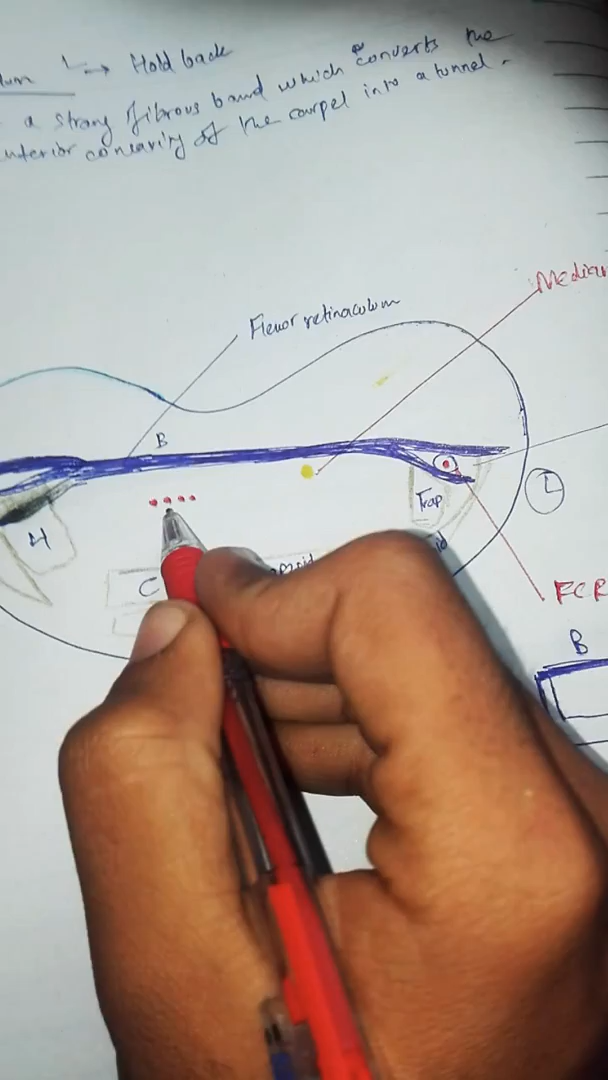 Hold back
a strong fibrous band which converts the
concavity of the carpel into a tunnel.
Median
Flexor retinaculum
B
L
Trap
H
C
FCR
B